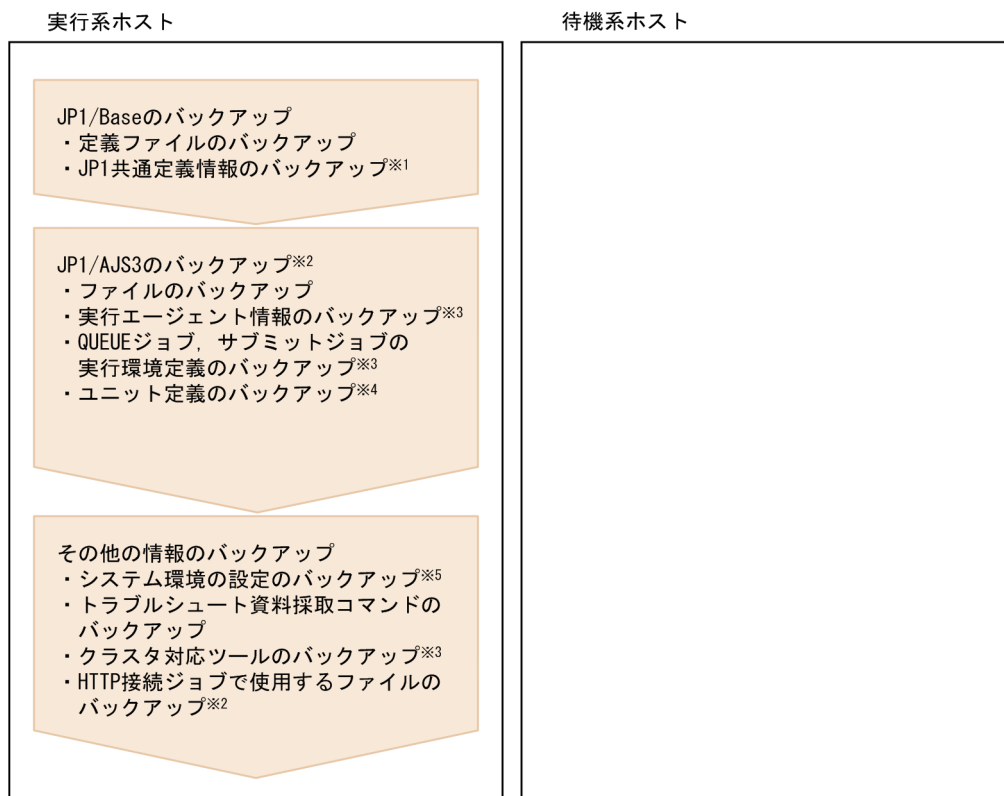 実行系ホスト
待機系ホスト
JP1/Baseのバックアップ
・定義ファイルのバックアップ
・JP1共通定義情報のバックアップ※1
JP1/AJS3のバックアップ※2
・ファイルのバックアップ
・実行エージェント情報のバックアップ※3
・QUEUEジョブ，サブミットジョブの
実行環境定義のバックアップ※3
・ユニット定義のバックアップ※4
その他の情報のバックアップ
・システム環境の設定のバックアップ※5
・トラブルシュート資料採取コマンドの
バックアップ
・クラスタ対応ツールのバックアップ※3
・HTTP接続ジョブで使用するファイルの
バックアップ※2